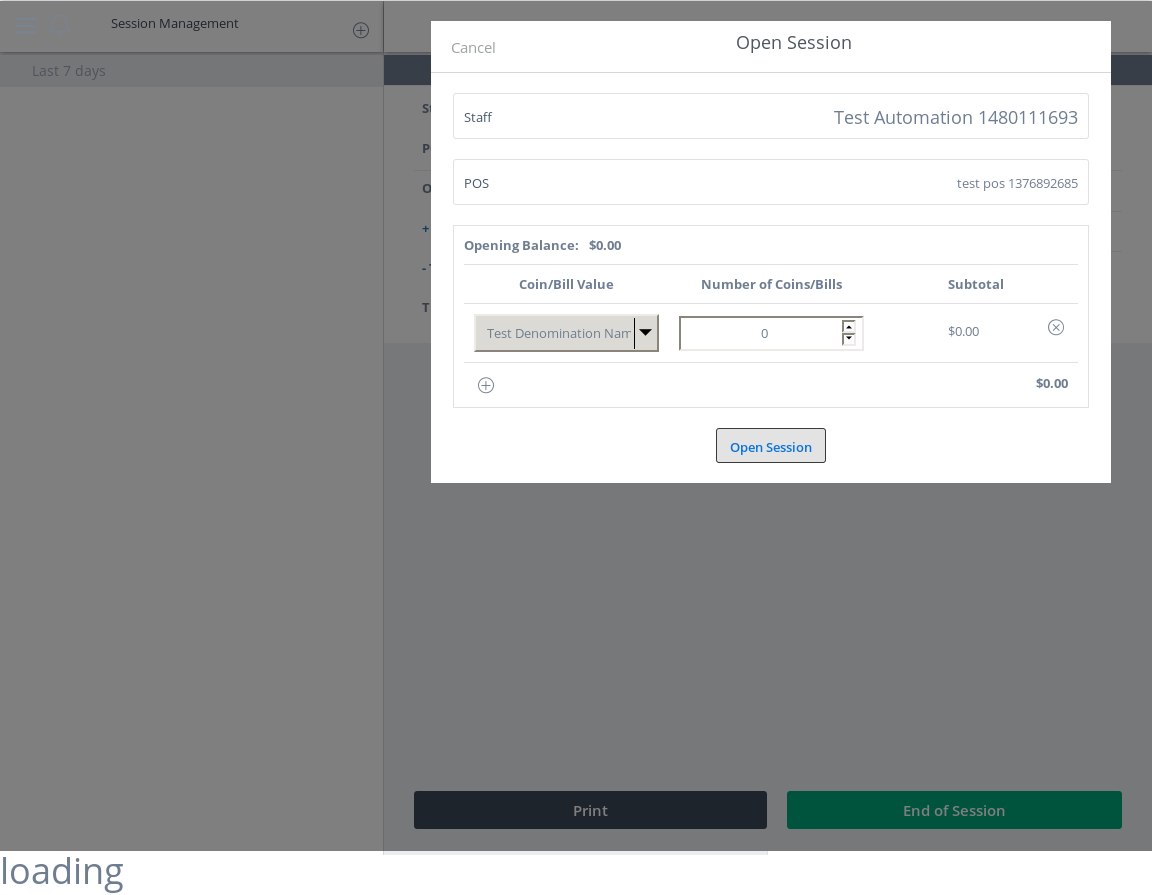 Session Management
Last 7 days
Cancel
Open Session
Staff
Test Automation 1480111693
POS
test pos 1376892685
Opening Balance: $0.00
Coin/Bill Value Number of Coins/Bills Subtotal
Test Denomination Nam 0 $0.00
$0.00
Open Session
Print
End of Session
loading